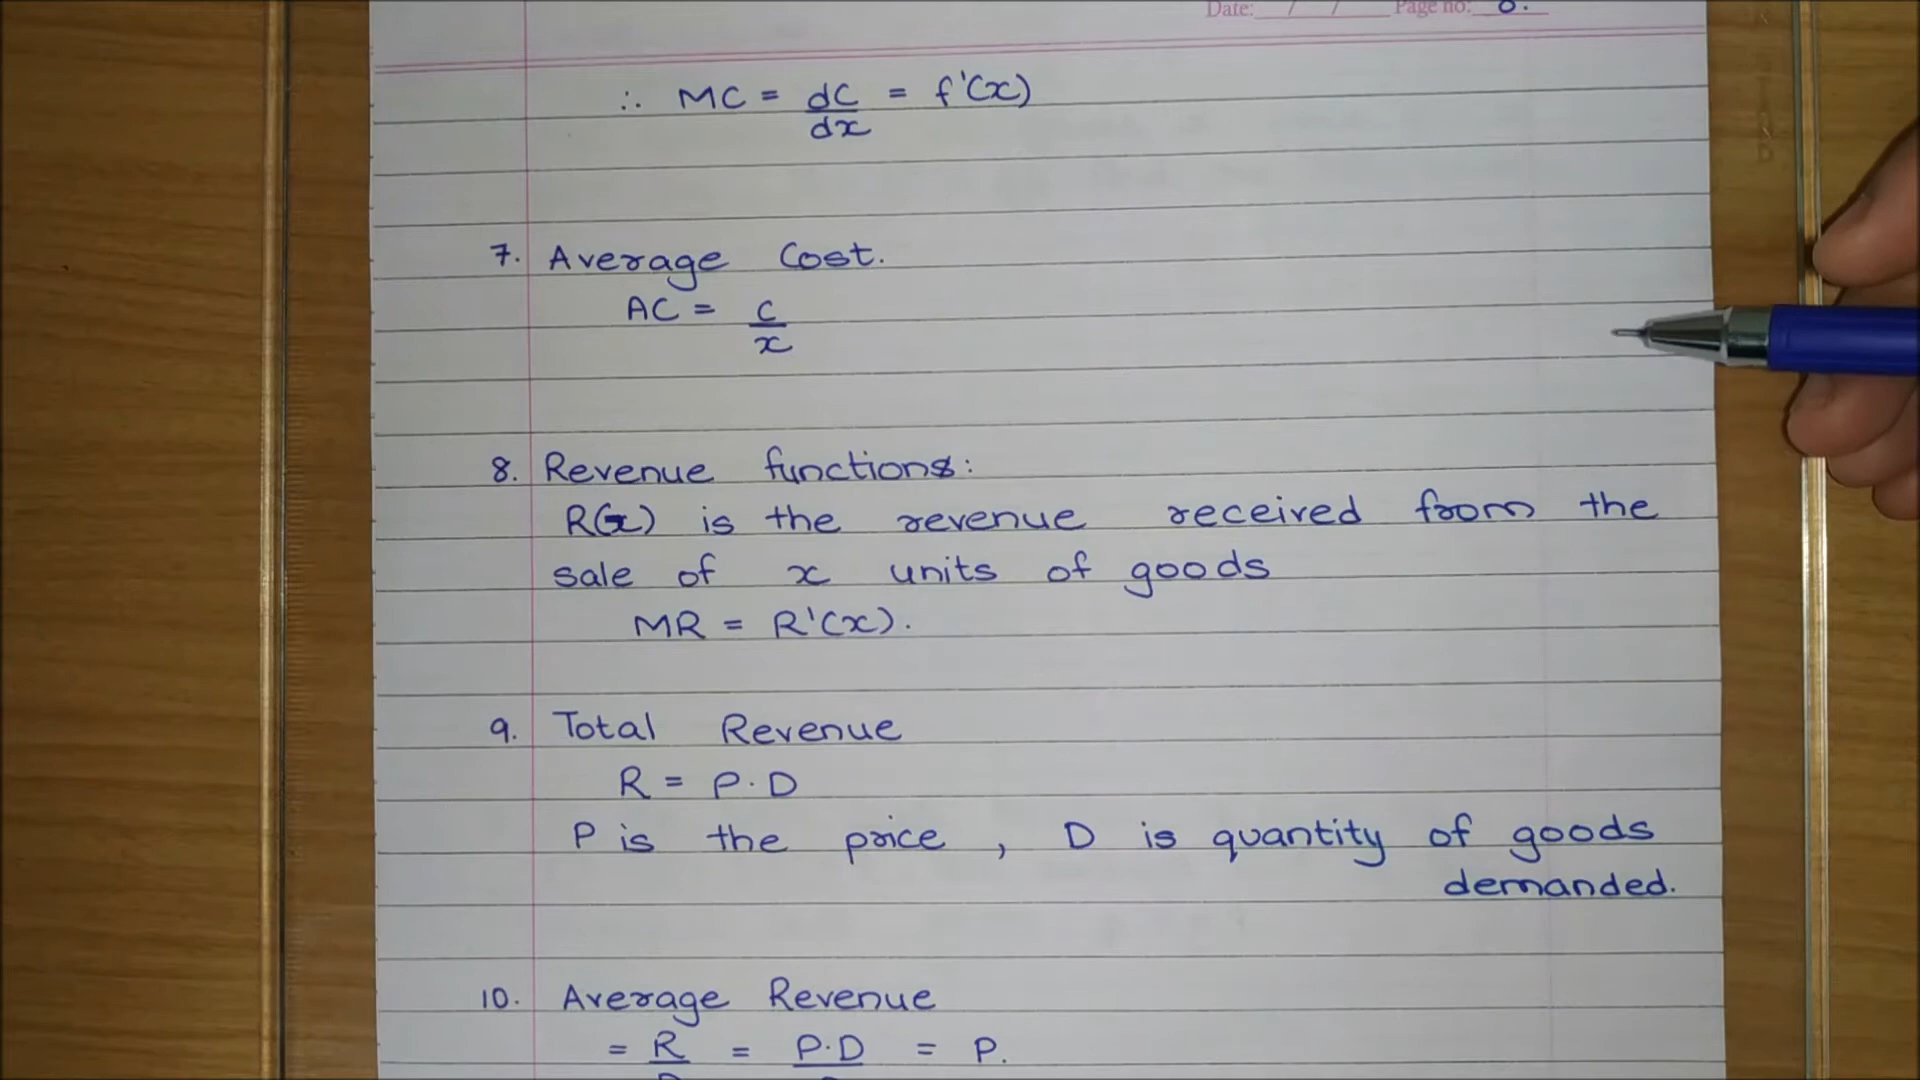 Date: / / Page no: 8.
∴ MC = dC/dx = f'(x)
7. Average Cost.
AC = C/x
8. Revenue functions:
R(x) is the revenue received from the
sale of x units of goods
MR = R'(x).
9. Total Revenue
R = P·D
P is the price , D is quantity of goods
demanded.
10. Average Revenue
= R/D = P·D/D = P.